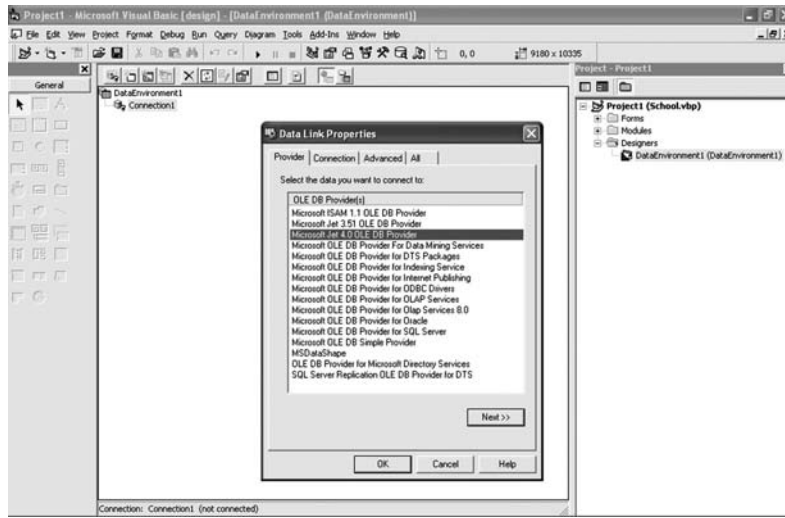 Project1 - Microsoft Visual Basic [design] - [DataEnvironment1 (DataEnvironment)]
File Edit View Project Format Debug Run Query Diagram Tools Add-Ins Window Help
0, 0 9180 x 10335
General
DataEnvironment1
Connection1
Data Link Properties
Provider Connection Advanced All
Select the data you want to connect to:
OLE DB Provider(s)
Microsoft ISAM 1.1 OLE DB Provider
Microsoft Jet 3.51 OLE DB Provider
Microsoft Jet 4.0 OLE DB Provider
Microsoft OLE DB Provider For Data Mining Services
Microsoft OLE DB Provider for DTS Packages
Microsoft OLE DB Provider for Indexing Service
Microsoft OLE DB Provider for Internet Publishing
Microsoft OLE DB Provider for ODBC Drivers
Microsoft OLE DB Provider for OLAP Services
Microsoft OLE DB Provider for Olap Services 8.0
Microsoft OLE DB Provider for Oracle
Microsoft OLE DB Provider for SQL Server
Microsoft OLE DB Simple Provider
MSDataShape
OLE DB Provider for Microsoft Directory Services
SQL Server Replication OLE DB Provider for DTS
Next >>
OK Cancel Help
Connection: Connection1 (not connected)
Project - Project1
Project1 (School.vbp)
Forms
Modules
Designers
DataEnvironment1 (DataEnvironment1)